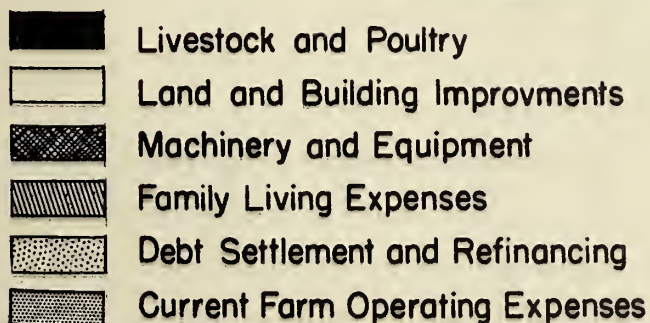 Livestock and Poultry
Land and Building Improvments
Machinery and Equipment
Family Living Expenses
Debt Settlement and Refinancing
Current Farm Operating Expenses